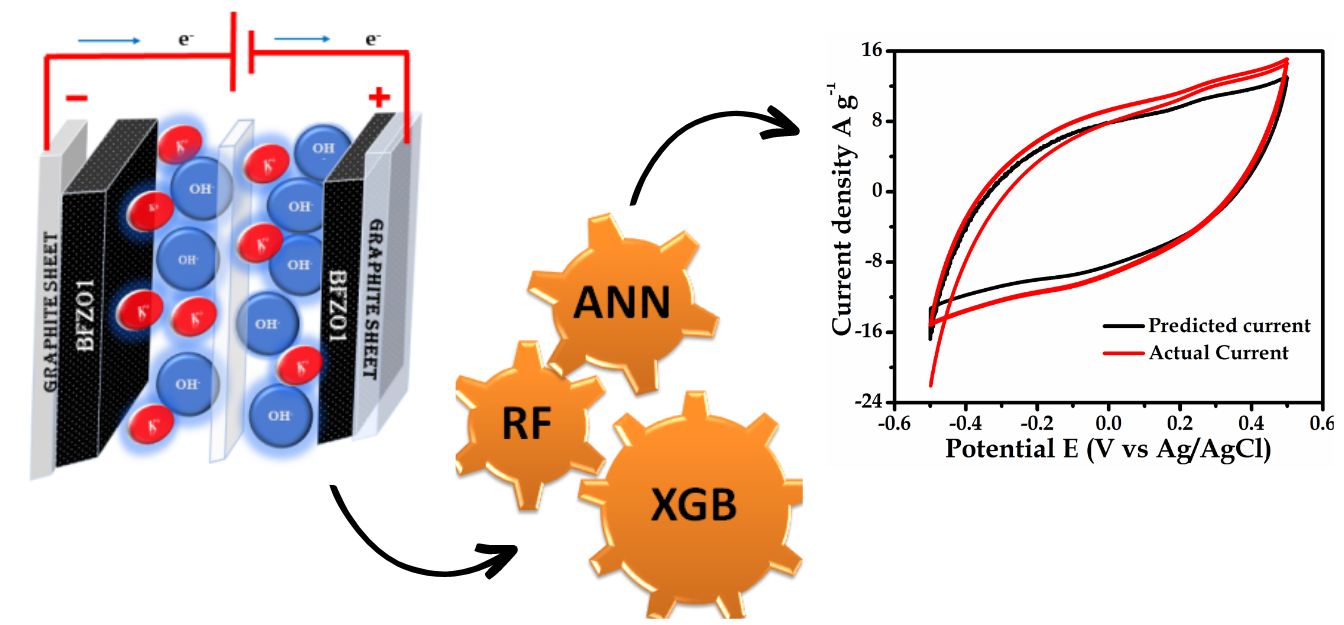 e-
e-
−
+
GRAPHITE SHEET
BFZO1
K+
K+
K+
K+
K+
OH-
OH-
OH-
K+
K+
K+
OH-
OH-
OH-
OH-
OH-
BFZO1
GRAPHITE SHEET
ANN
RF
XGB
16
8
0
-8
-16
-24
Current density A g-1
Predicted current
Actual Current
-0.6
-0.4
-0.2
0.0
0.2
0.4
0.6
Potential E (V vs Ag/AgCl)